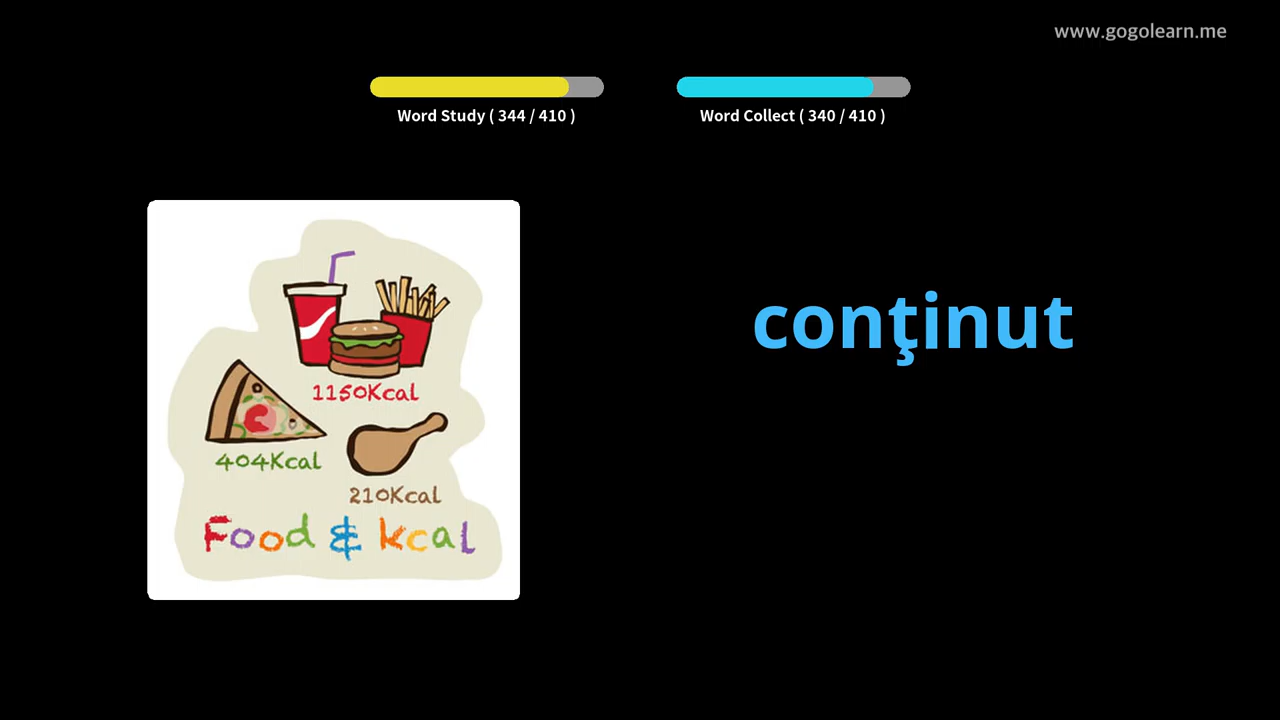 www.gogolearn.me
Word Study ( 344 / 410 )
Word Collect ( 340 / 410 )
conţinut
1150Kcal
404Kcal
210Kcal
Food & kcal